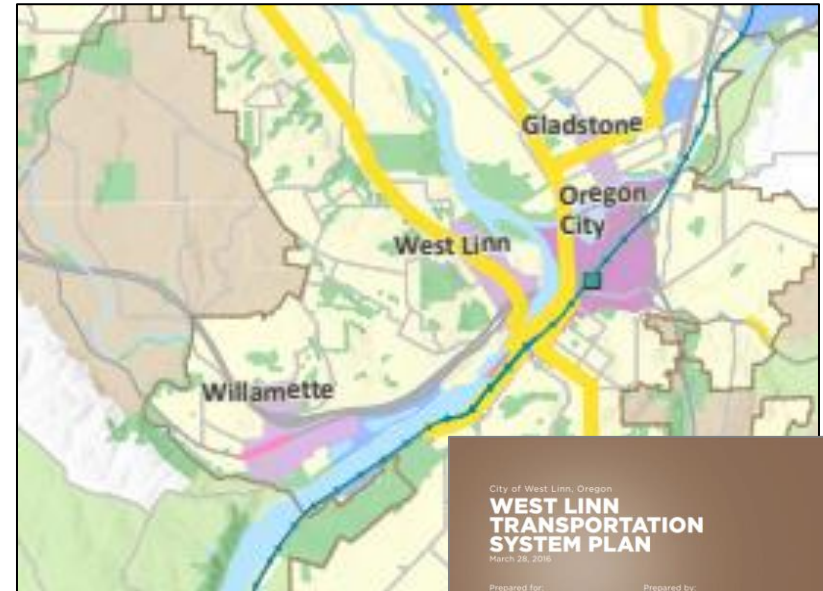 Gladstone
Oregon
City
West Linn
Willamette
City of West Linn, Oregon
WEST LINN
TRANSPORTATION
SYSTEM PLAN
March 28, 2016
Prepared for: Prepared by: